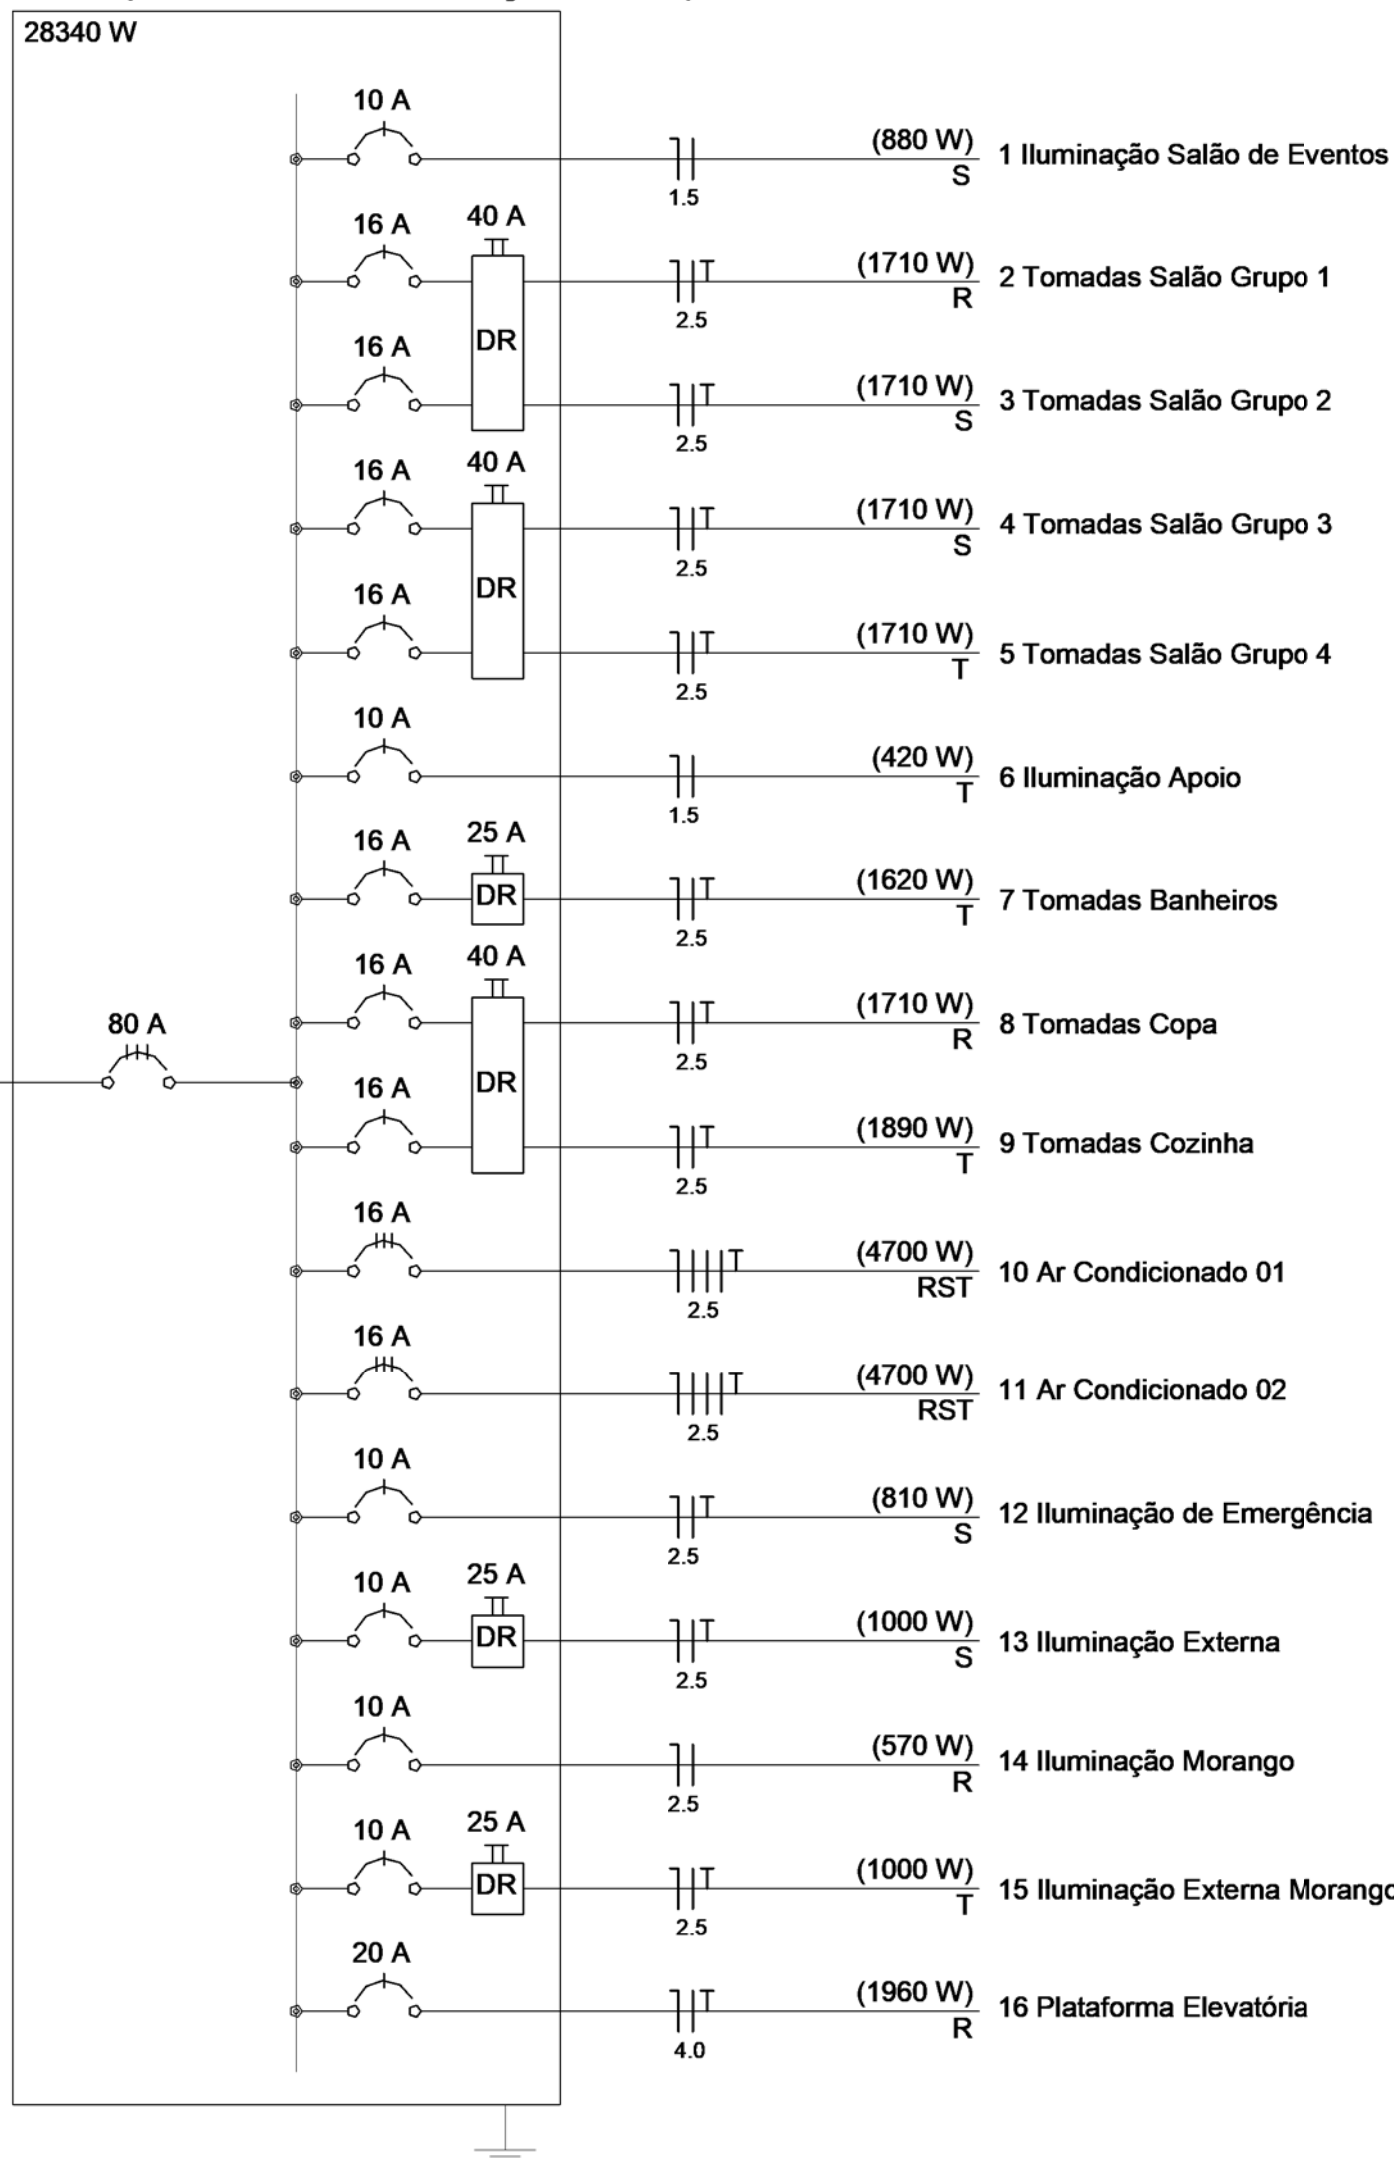 28340 W
10 A
(880 W)
1 Iluminação Salão de Eventos
S
1.5
16 A
40 A
(1710 W)
2 Tomadas Salão Grupo 1
R
2.5
DR
16 A
(1710 W)
3 Tomadas Salão Grupo 2
S
2.5
16 A
40 A
(1710 W)
4 Tomadas Salão Grupo 3
S
2.5
DR
16 A
(1710 W)
5 Tomadas Salão Grupo 4
T
2.5
10 A
(420 W)
6 Iluminação Apoio
T
1.5
16 A
25 A
DR
(1620 W)
7 Tomadas Banheiros
T
2.5
16 A
40 A
(1710 W)
8 Tomadas Copa
R
2.5
80 A
DR
16 A
(1890 W)
9 Tomadas Cozinha
T
2.5
16 A
(4700 W)
10 Ar Condicionado 01
RST
2.5
16 A
(4700 W)
11 Ar Condicionado 02
RST
2.5
10 A
(810 W)
12 Iluminação de Emergência
S
2.5
10 A
25 A
DR
(1000 W)
13 Iluminação Externa
S
2.5
10 A
(570 W)
14 Iluminação Morango
R
2.5
10 A
25 A
DR
(1000 W)
15 Iluminação Externa Morango
T
2.5
20 A
(1960 W)
16 Plataforma Elevatória
R
4.0